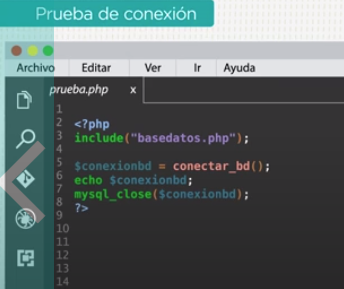 Prueba de conexión
Archivo Editar Ver Ir Ayuda
prueba.php x
1
2 <?php
3 include("basedatos.php");
4
5 $conexionbd = conectar_bd();
6 echo $conexionbd;
7 mysql_close($conexionbd);
8 ?>
9
10
11
12
13
14